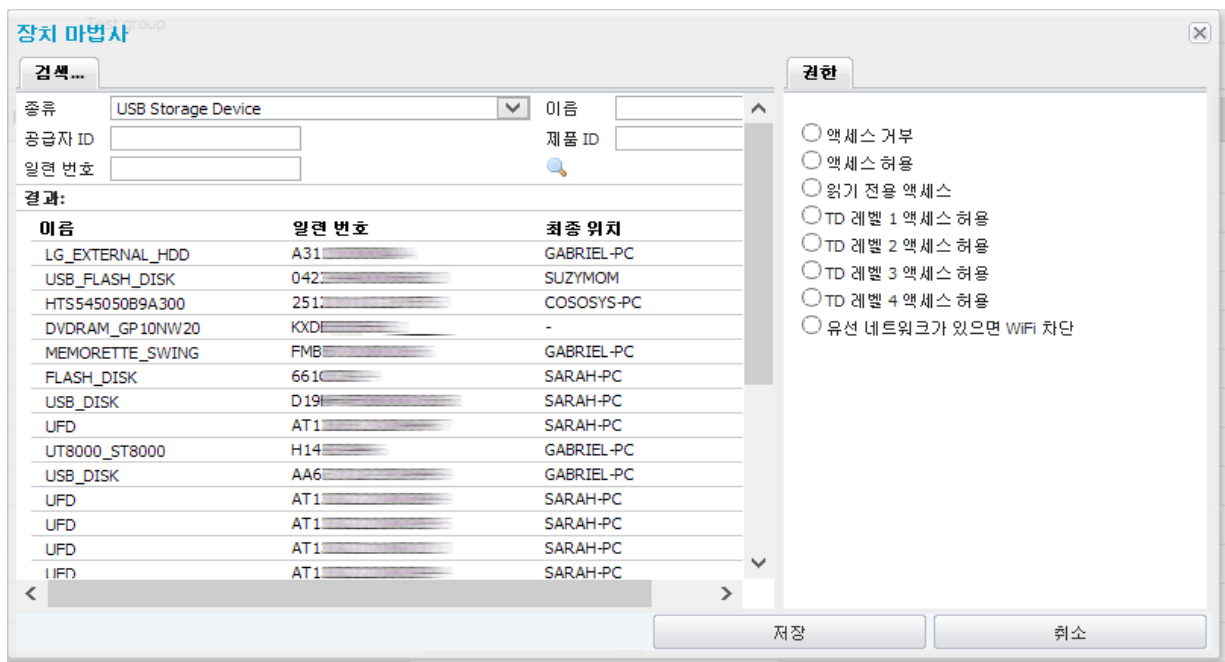 Test group
장치 마법사
검색...
종류 USB Storage Device 이름
공급자 ID 제품 ID
일련 번호
결과:
이름 일련 번호 최종 위치
LG_EXTERNAL_HDD A31 GABRIEL-PC
USB_FLASH_DISK 042 SUZYMOM
HTS545050B9A300 251 COSOSYS-PC
DVDRAM_GP10NW20 KXD -
MEMORETTE_SWING FMB GABRIEL-PC
FLASH_DISK 661 SARAH-PC
USB_DISK D19 SARAH-PC
UFD AT1 SARAH-PC
UT8000_ST8000 H14 GABRIEL-PC
USB_DISK AA6 GABRIEL-PC
UFD AT1 SARAH-PC
UFD AT1 SARAH-PC
UFD AT1 SARAH-PC
UFD AT1 SARAH-PC
권한
액세스 거부
액세스 허용
읽기 전용 액세스
TD 레벨 1 액세스 허용
TD 레벨 2 액세스 허용
TD 레벨 3 액세스 허용
TD 레벨 4 액세스 허용
유선 네트워크가 있으면 WiFi 차단
저장 취소